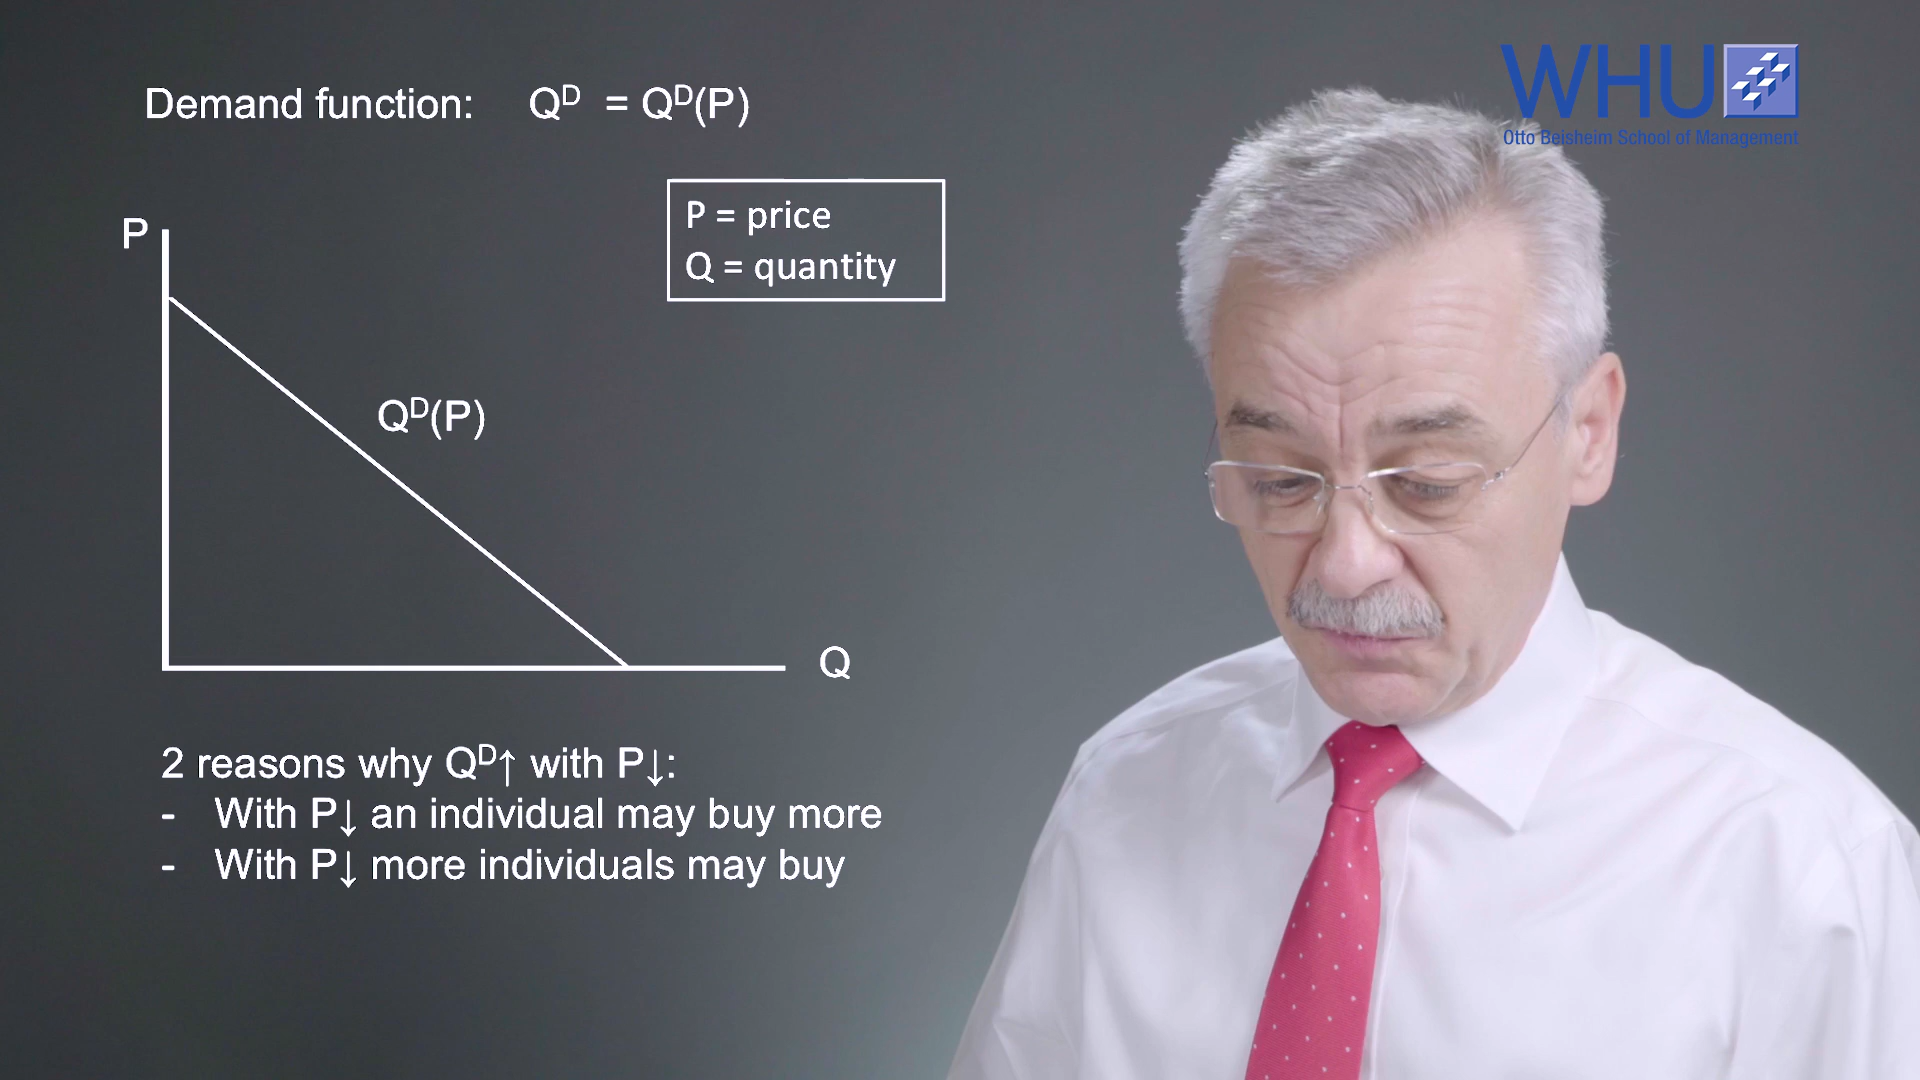 Demand function: Qᴰ = Qᴰ(P)
WHU
Otto Beisheim School of Management
P = price
Q = quantity
P
Qᴰ(P)
Q
2 reasons why Qᴰ↑ with P↓:
- With P↓ an individual may buy more
- With P↓ more individuals may buy